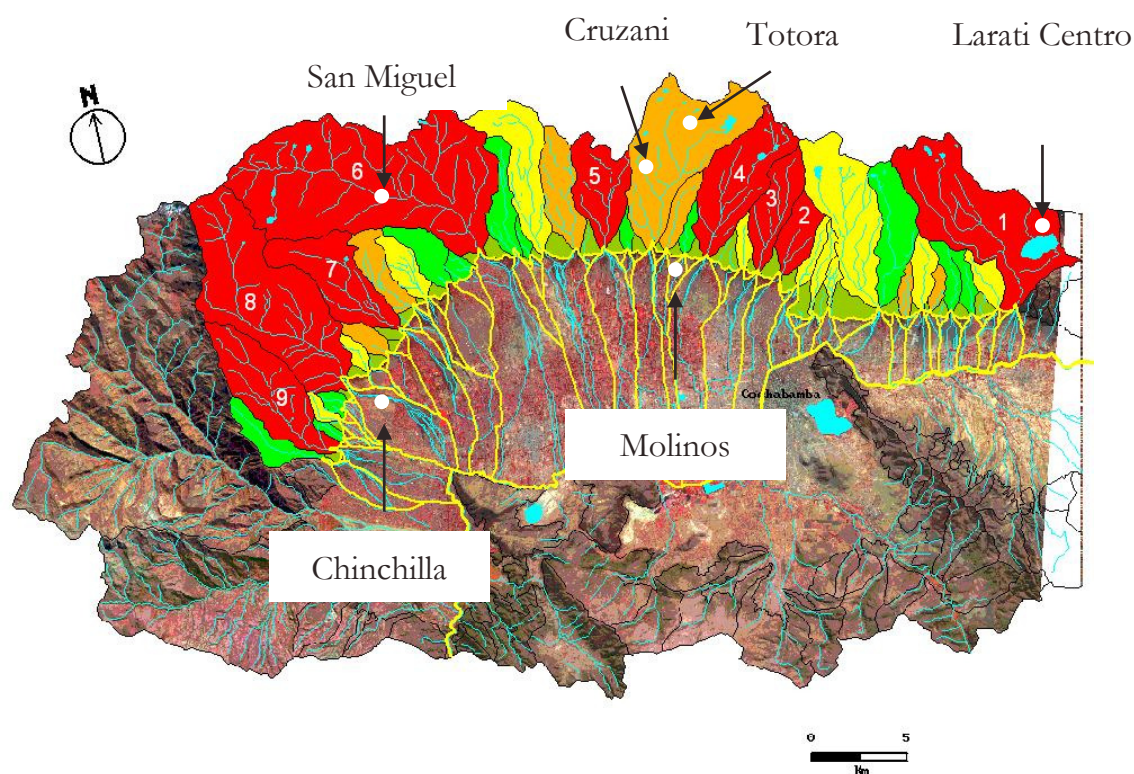 Cruzani
Totora
Larati Centro
San Miguel
N
6
5
4
3
2
1
7
8
9
Cochabamba
Molinos
Chinchilla
0 5
Km